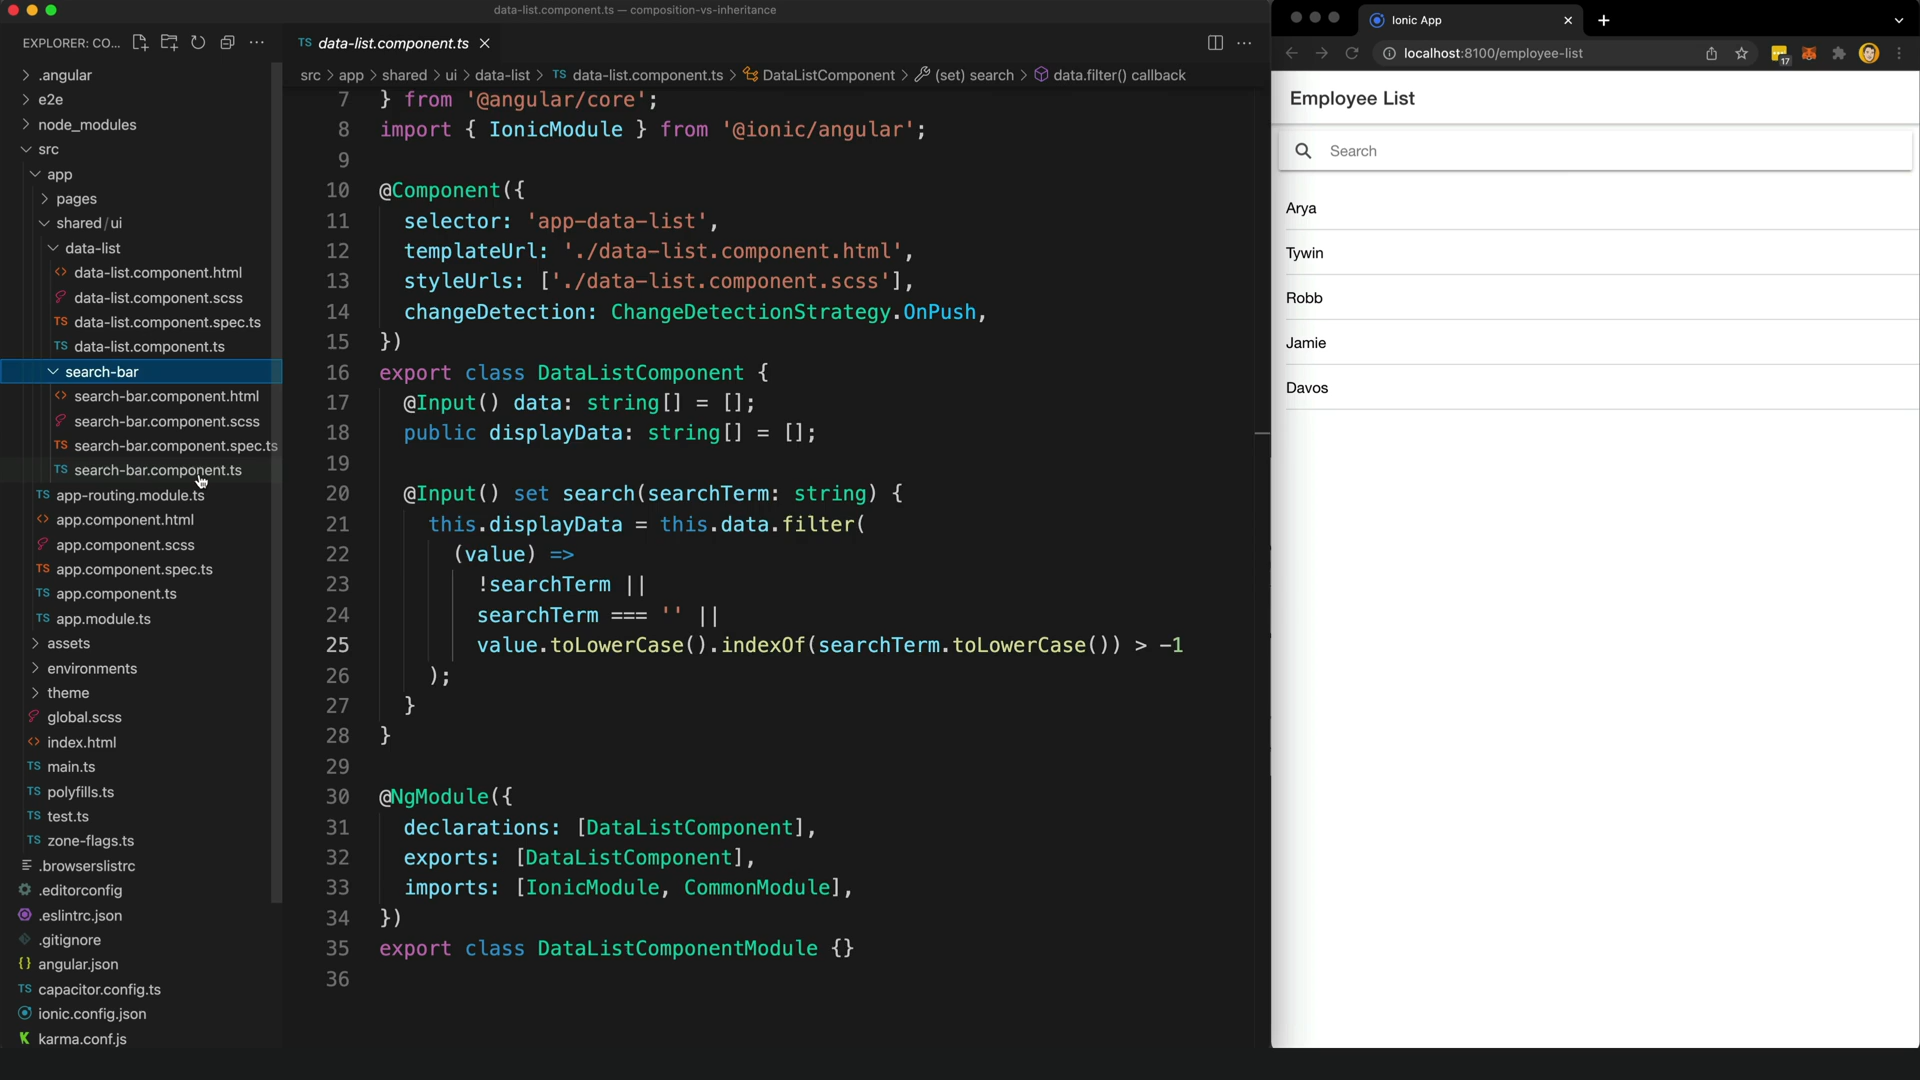 data-list.component.ts — composition-vs-inheritance
EXPLORER: CO...
.angular
e2e
node_modules
src
app
pages
shared/ui
data-list
data-list.component.html
data-list.component.scss
data-list.component.spec.ts
data-list.component.ts
search-bar
search-bar.component.html
search-bar.component.scss
search-bar.component.spec.ts
search-bar.component.ts
app-routing.module.ts
app.component.html
app.component.scss
app.component.spec.ts
app.component.ts
app.module.ts
assets
environments
theme
global.scss
index.html
main.ts
polyfills.ts
test.ts
zone-flags.ts
.browserslistrc
.editorconfig
.eslintrc.json
.gitignore
angular.json
capacitor.config.ts
ionic.config.json
karma.conf.js
TS data-list.component.ts
src > app > shared > ui > data-list > TS data-list.component.ts > DataListComponent > (set) search > data.filter() callback
7 } from '@angular/core';
8 import { IonicModule } from '@ionic/angular';
9
10 @Component({
11 selector: 'app-data-list',
12 templateUrl: './data-list.component.html',
13 styleUrls: ['./data-list.component.scss'],
14 changeDetection: ChangeDetectionStrategy.OnPush,
15 })
16 export class DataListComponent {
17 @Input() data: string[] = [];
18 public displayData: string[] = [];
19
20 @Input() set search(searchTerm: string) {
21 this.displayData = this.data.filter(
22 (value) =>
23 !searchTerm ||
24 searchTerm === '' ||
25 value.toLowerCase().indexOf(searchTerm.toLowerCase()) > -1
26 );
27 }
28 }
29
30 @NgModule({
31 declarations: [DataListComponent],
32 exports: [DataListComponent],
33 imports: [IonicModule, CommonModule],
34 })
35 export class DataListComponentModule {}
36
Ionic App
localhost:8100/employee-list
17
Employee List
Search
Arya
Tywin
Robb
Jamie
Davos